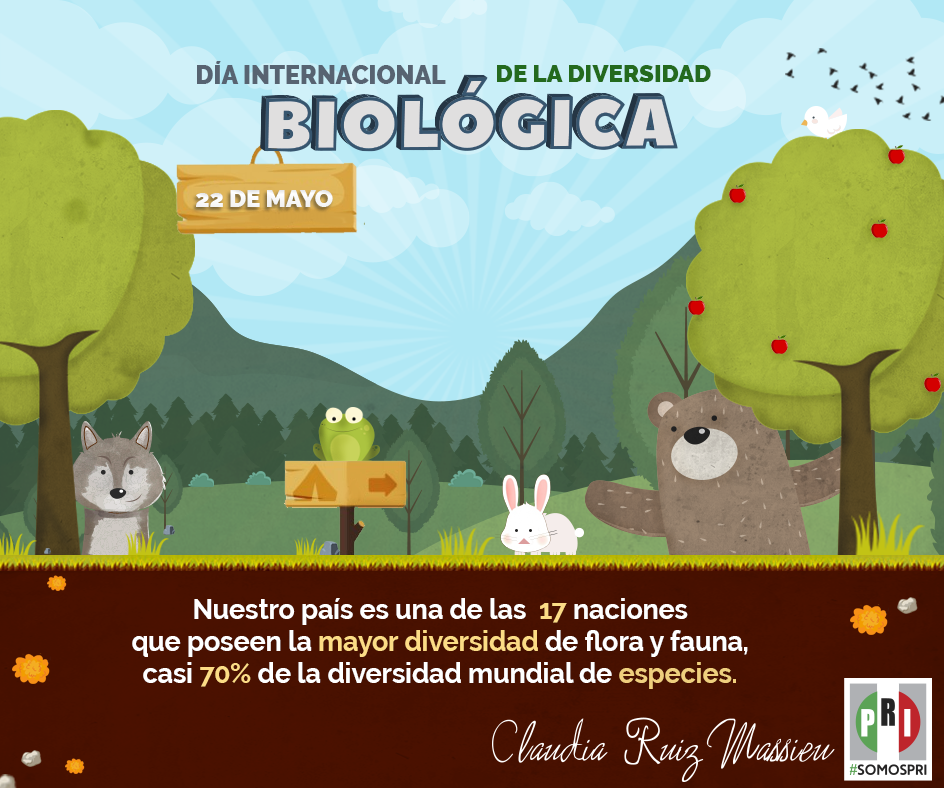 DÍA INTERNACIONAL DE LA DIVERSIDAD
BIOLÓGICA
22 DE MAYO
Nuestro país es una de las 17 naciones
que poseen la mayor diversidad de flora y fauna,
casi 70% de la diversidad mundial de especies.
Claudia Ruiz Massieu
PRI
#SOMOSPRI